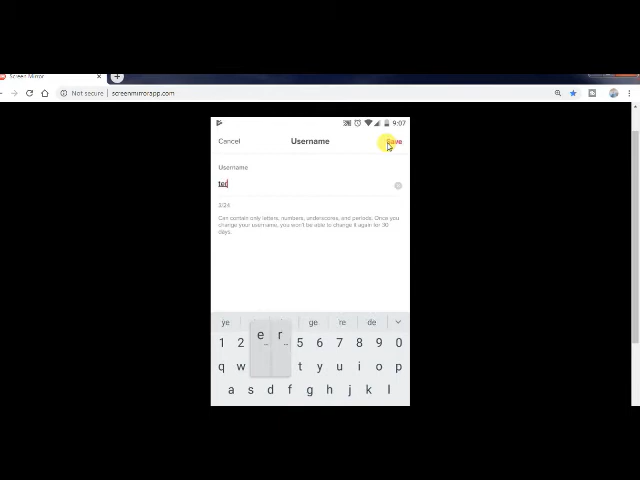 Screen Mirror
Not secure | screenmirrorapp.com
9:07
Cancel Username Save
Username
ter
3/24
Can contain only letters, numbers, underscores, and periods. Once you
change your username, you won't be able to change it again for 30
days.
ye ge re de
1 2 5 6 7 8 9 0
e r
q w t y u i o p
a s d f g h j k l